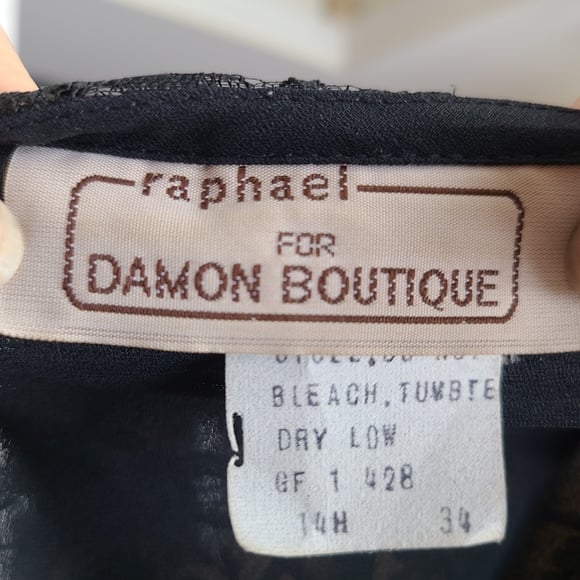 raphael
FOR
DAMON BOUTIQUE
BLEACH, TUMBLE
DRY LOW
GF 1 428
14H 34